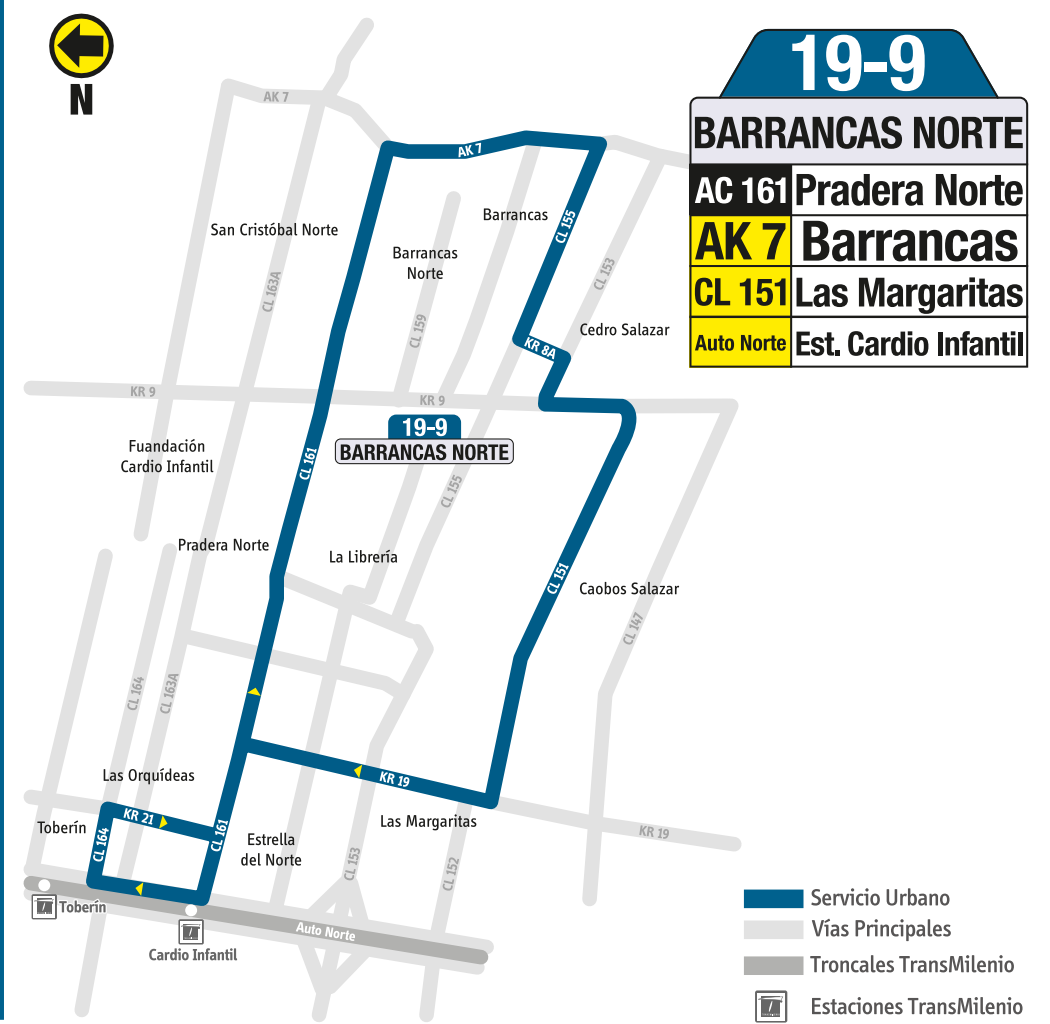 N
19-9
BARRANCAS NORTE
AC 161 Pradera Norte
AK 7 Barrancas
CL 151 Las Margaritas
Auto Norte Est. Cardio Infantil
AK 7
AK 7
San Cristóbal Norte
Barrancas
CL 155
Barrancas
Norte
CL 163A
CL 153
CL 159
Cedro Salazar
KR 8A
KR 9
KR 9
19-9
BARRANCAS NORTE
Fuandación
Cardio Infantil
CL 161
CL 155
Pradera Norte
La Librería
CL 151
Caobos Salazar
CL 147
CL 164
CL 163A
Las Orquídeas
KR 19
KR 21
Toberín
CL 164
CL 161
Estrella
del Norte
Las Margaritas
KR 19
CL 153
CL 152
Toberín
Auto Norte
Cardio Infantil
Servicio Urbano
Vías Principales
Troncales TransMilenio
Estaciones TransMilenio